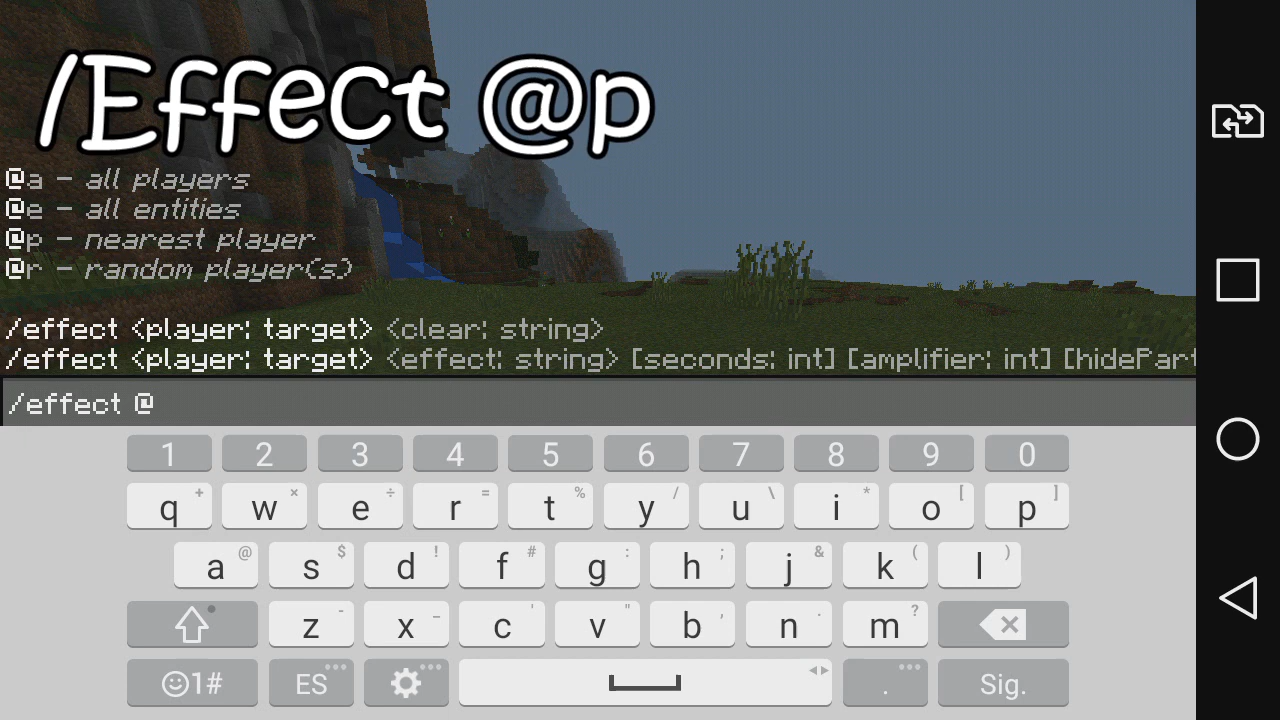 /Effect @p
@a - all players
@e - all entities
@p - nearest player
@r - random player(s)
/effect <player: target> <clear: string>
/effect <player: target> <effect: string> [seconds: int] [amplifier: int] [hidePart
/effect @
1 2 3 4 5 6 7 8 9 0
q + w × e ÷ r = t % y / u \ i * o [ p ]
a @ s $ d ! f # g : h ; j & k ( l )
z - x _ c ' v " b , n . m ?
1# ES . Sig.